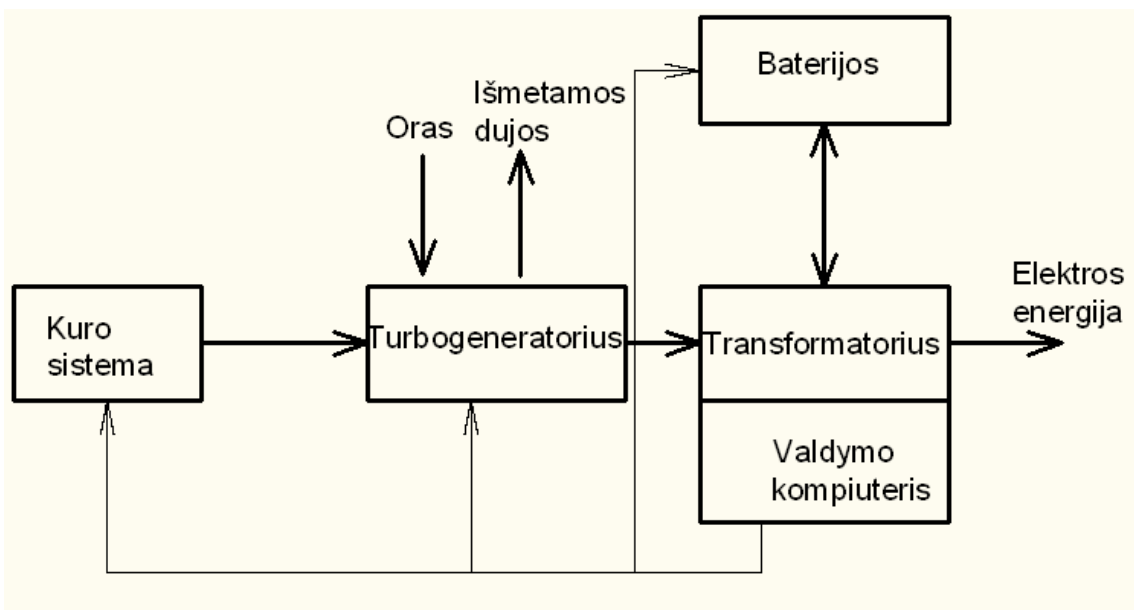 Baterijos
Išmetamos
dujos
Oras
Elektros
energija
Kuro
sistema
Turbogeneratorius
Transformatorius
Valdymo
kompiuteris